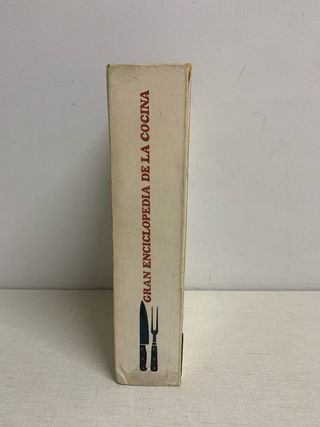 GRAN ENCICLOPEDIA DE LA COCINA